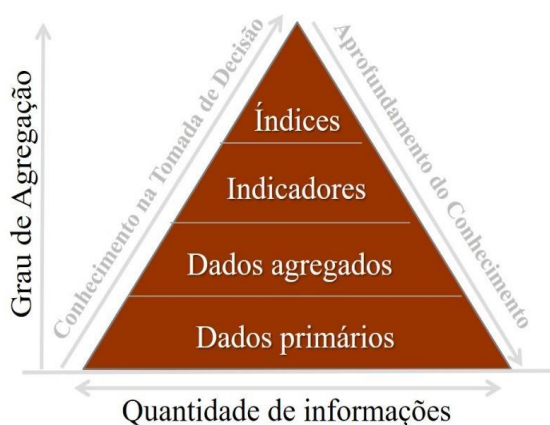 Grau de Agregação
Conhecimento na Tomada de Decisão
Aprofundamento do Conhecimento
Índices
Indicadores
Dados agregados
Dados primários
Quantidade de informações